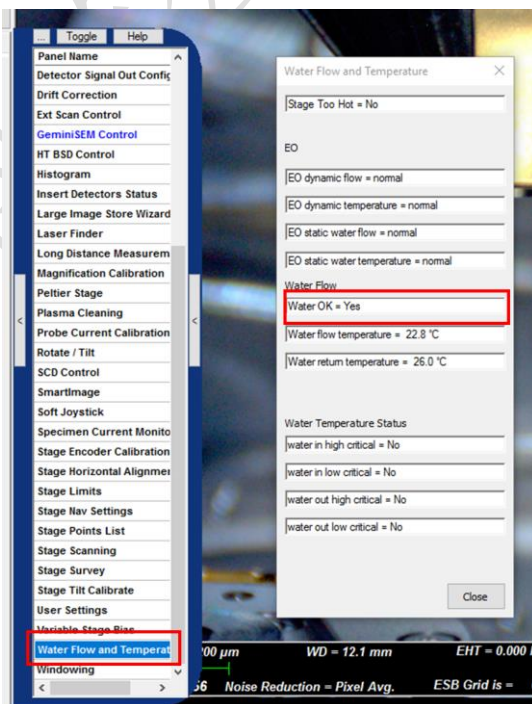 ... Toggle Help
Panel Name
Detector Signal Out Config
Drift Correction
Ext Scan Control
GeminiSEM Control
HT BSD Control
Histogram
Insert Detectors Status
Large Image Store Wizard
Laser Finder
Long Distance Measurem
Magnification Calibration
Peltier Stage
Plasma Cleaning
Probe Current Calibration
Rotate / Tilt
SCD Control
SmartImage
Soft Joystick
Specimen Current Monito
Stage Encoder Calibration
Stage Horizontal Alignmen
Stage Limits
Stage Nav Settings
Stage Points List
Stage Scanning
Stage Survey
Stage Tilt Calibrate
User Settings
Variable Stage Bias
Water Flow and Temperat
Windowing
Water Flow and Temperature
Stage Too Hot = No
EO
EO dynamic flow = normal
EO dynamic temperature = normal
EO static water flow = normal
EO static water temperature = normal
Water Flow
Water OK = Yes
Water flow temperature = 22.8 °C
Water return temperature = 26.0 °C
Water Temperature Status
water in high critical = No
water in low critical = No
water out high critical = No
water out low critical = No
Close
00 µm WD = 12.1 mm EHT = 0.000
56 Noise Reduction = Pixel Avg. ESB Grid is =